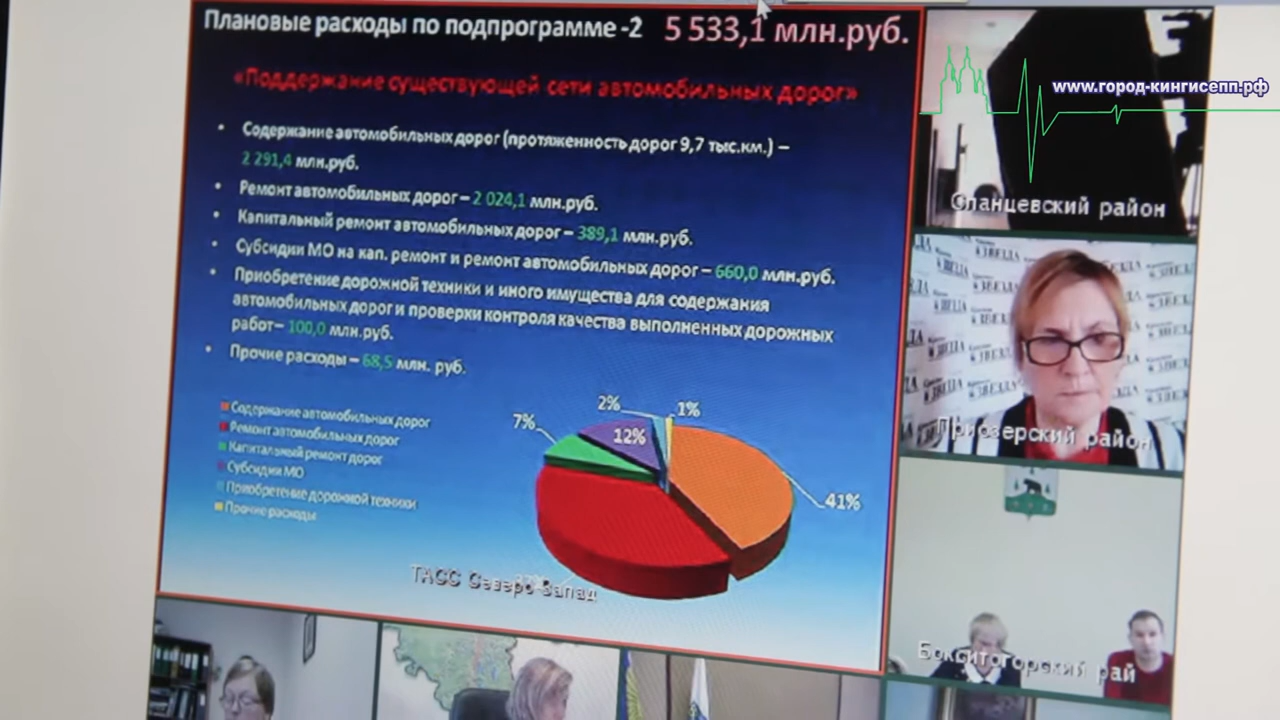 Плановые расходы по подпрограмме -2 5 533,1 млн.руб.
«Поддержание существующей сети автомобильных дорог»
• Содержание автомобильных дорог (протяженность дорог 9,7 тыс.км.) –
2 291,4 млн.руб.
• Ремонт автомобильных дорог – 2 024,1 млн.руб.
• Капитальный ремонт автомобильных дорог – 389,1 млн.руб.
• Субсидии МО на кап. ремонт и ремонт автомобильных дорог – 660,0 млн.руб.
• Приобретение дорожной техники и иного имущества для содержания
автомобильных дорог и проверки контроля качества выполненных дорожных
работ– 100,0 млн.руб.
• Прочие расходы – 68,5 млн. руб.
Содержание автомобильных дорог
Ремонт автомобильных дорог
Капитальный ремонт дорог
Субсидии МО
Приобретение дорожной техники
Прочие расходы
7%
2%
1%
12%
41%
ТАСС Северо-Запад
www.город-кингисепп.рф
Сланцевский район
ЗВЕЗДА
Приозерский район
Бокситогорский рай